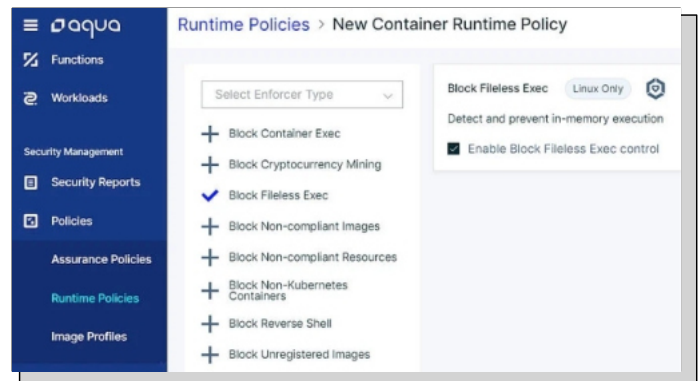 aqua
Runtime Policies > New Container Runtime Policy
Functions
Workloads
Security Management
Security Reports
Policies
Assurance Policies
Runtime Policies
Image Profiles
Select Enforcer Type
Block Container Exec
Block Cryptocurrency Mining
Block Fileless Exec
Block Non-compliant Images
Block Non-compliant Resources
Block Non-Kubernetes
Containers
Block Reverse Shell
Block Unregistered Images
Block Fileless Exec Linux Only
Detect and prevent in-memory execution
Enable Block Fileless Exec control